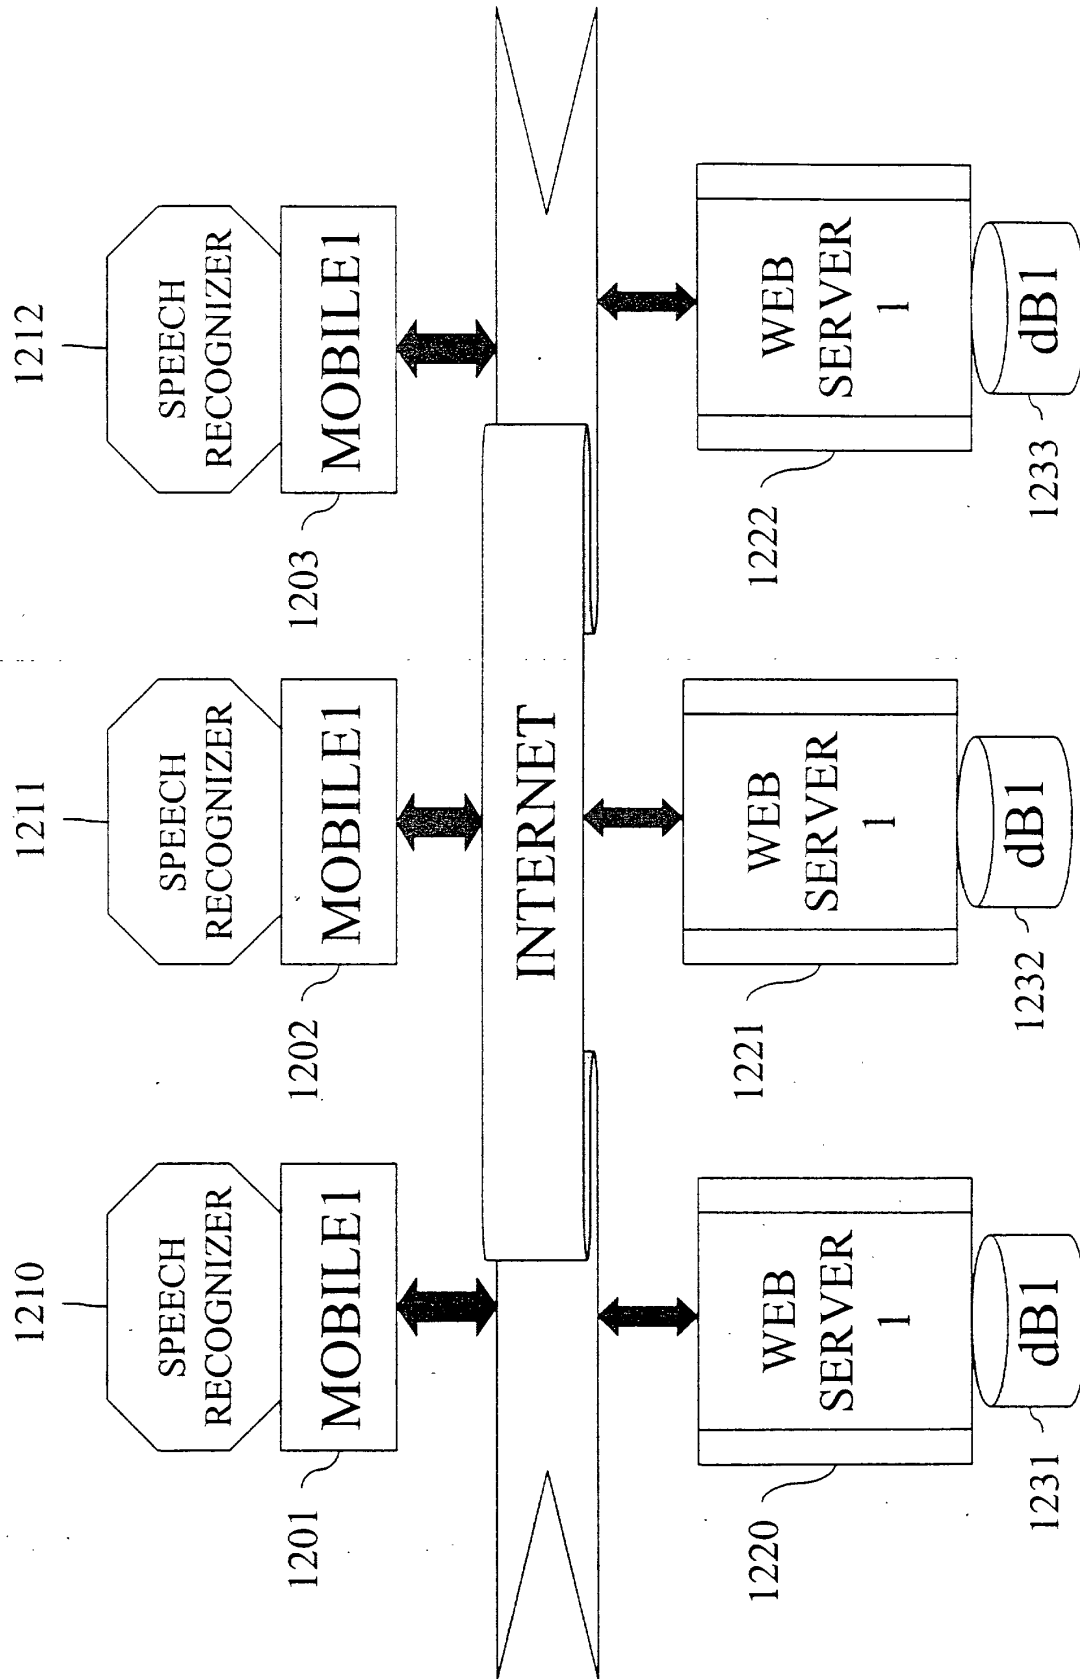 1210
1211
1212
SPEECH
RECOGNIZER
SPEECH
RECOGNIZER
SPEECH
RECOGNIZER
MOBILE1
MOBILE1
MOBILE1
1201
1202
1203
INTERNET
WEB
SERVER
1
WEB
SERVER
1
WEB
SERVER
1
1220
1221
1222
dB1
dB1
dB1
1231
1232
1233